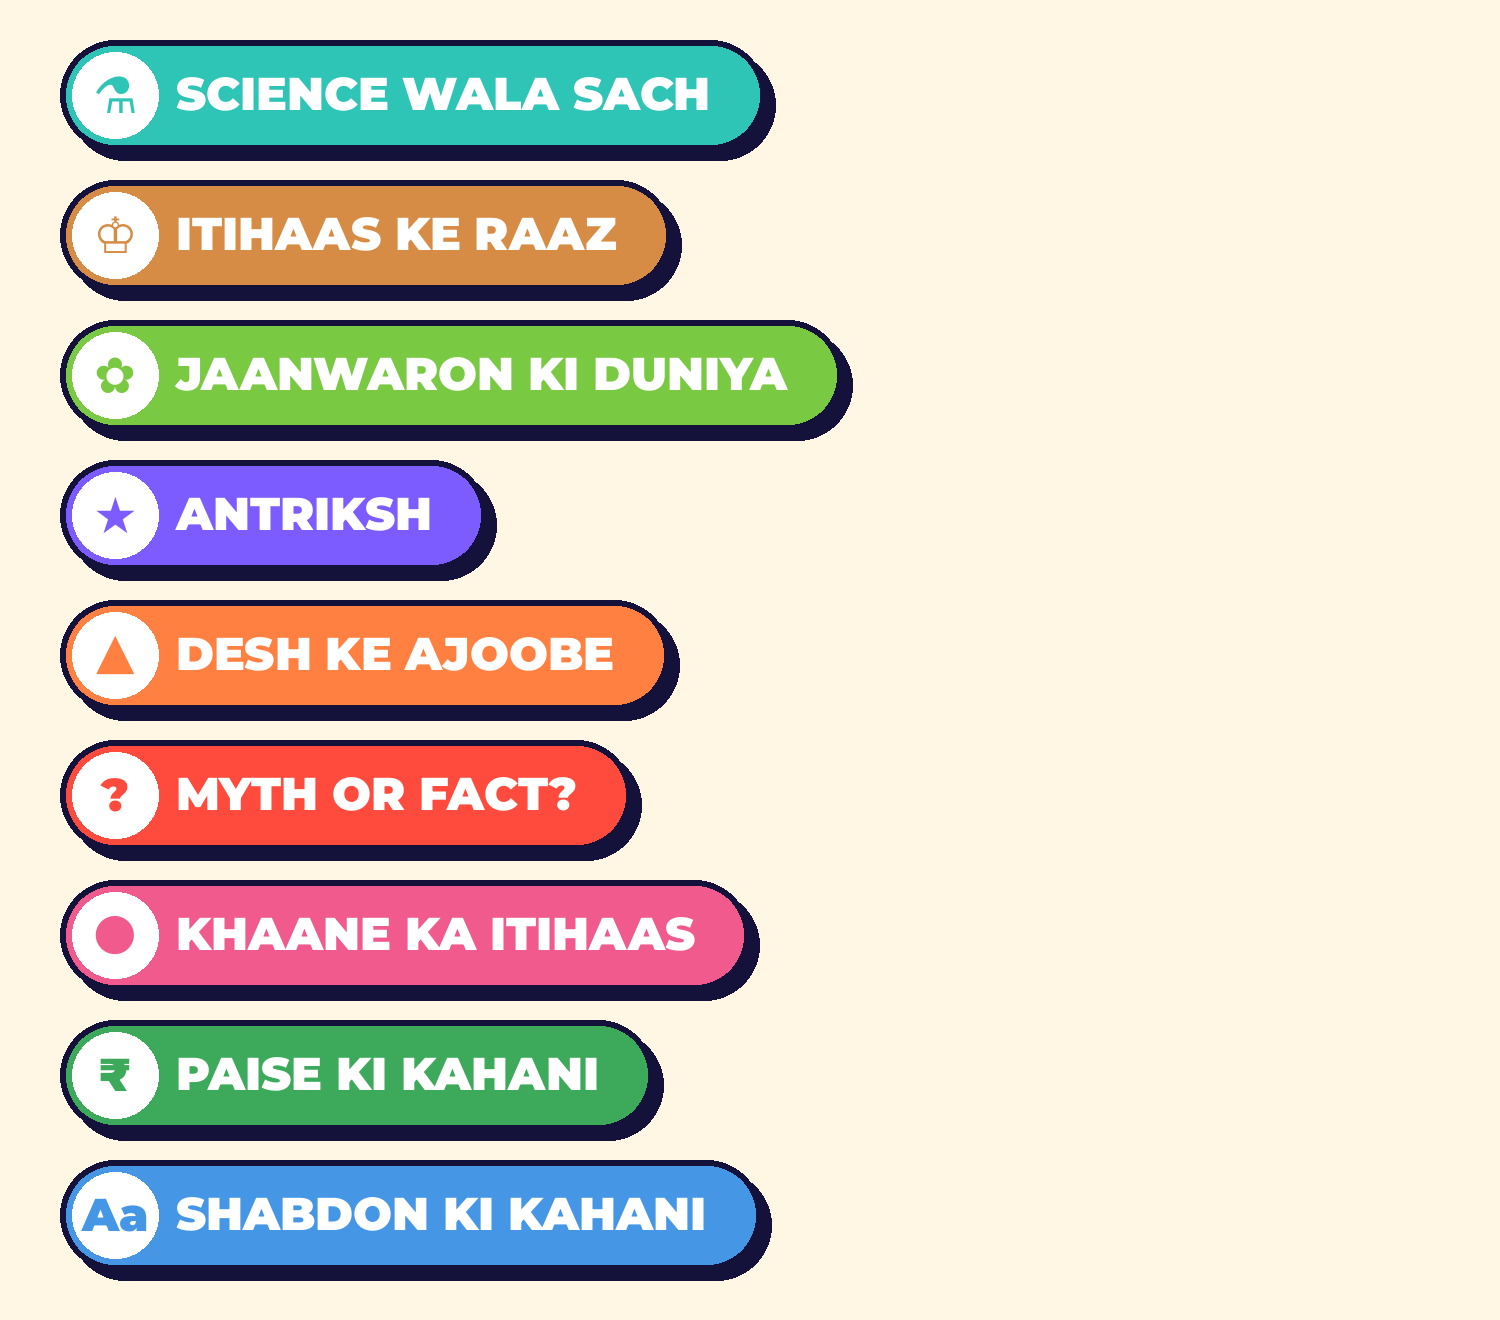 SCIENCE WALA SACH
ITIHAAS KE RAAZ
JAANWARON KI DUNIYA
ANTRIKSH
DESH KE AJOOBE
? MYTH OR FACT?
KHAANE KA ITIHAAS
₹ PAISE KI KAHANI
Aa SHABDON KI KAHANI